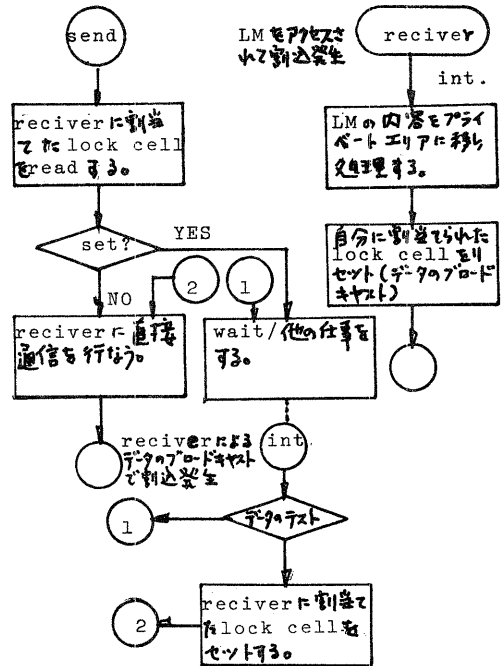 send
reciverに割当
てたlock cell
をreadする。
set?
YES
NO
2
1
reciverに直接
通信を行なう。
wait/他の仕事を
する。
reciverによる
データのブロードキャスト
で割込発生
int.
データのテスト
1
reciverに割当て
たlock cellを
セットする。
2
LMをアクセスさ
れて割込発生
reciver
int.
LMの内容をプライ
ベートエリアに移し
処理する。
自分に割当てられた
lock cellをリ
セット(データのブロード
キャスト)